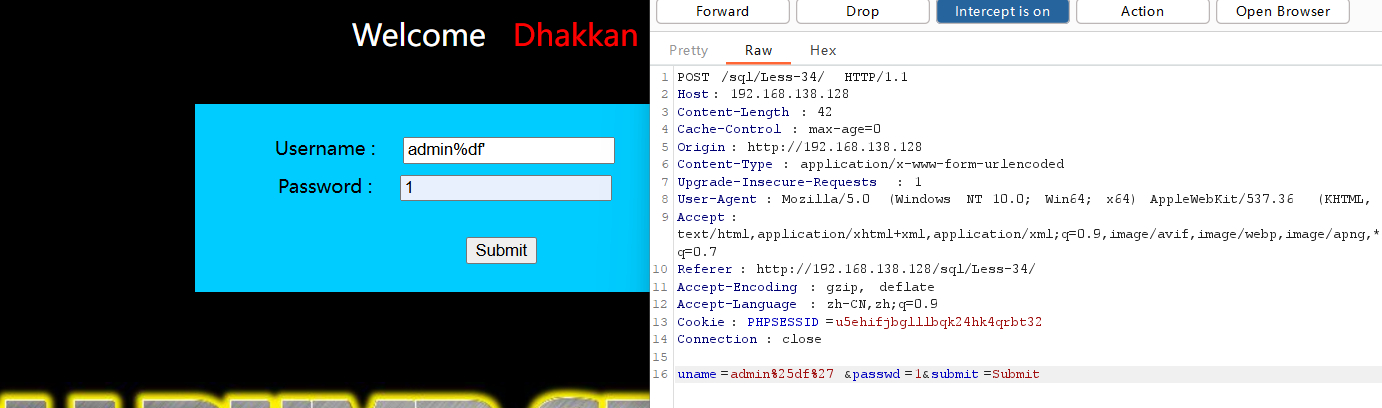 Welcome Dhakkan
Username :
admin%df'
Password :
1
Submit
Forward
Drop
Intercept is on
Action
Open Browser
Pretty
Raw
Hex
1 POST /sql/Less-34/ HTTP/1.1
2 Host: 192.168.138.128
3 Content-Length : 42
4 Cache-Control : max-age=0
5 Origin : http://192.168.138.128
6 Content-Type : application/x-www-form-urlencoded
7 Upgrade-Insecure-Requests : 1
8 User-Agent : Mozilla/5.0 (Windows NT 10.0; Win64; x64) AppleWebKit/537.36 (KHTML,
9 Accept :
text/html,application/xhtml+xml,application/xml;q=0.9,image/avif,image/webp,image/apng,*
q=0.7
10 Referer : http://192.168.138.128/sql/Less-34/
11 Accept-Encoding : gzip, deflate
12 Accept-Language : zh-CN,zh;q=0.9
13 Cookie : PHPSESSID =u5ehifjbglllbqk24hk4qrbt32
14 Connection : close
15
16 uname =admin%25df%27 &passwd =1&submit =Submit